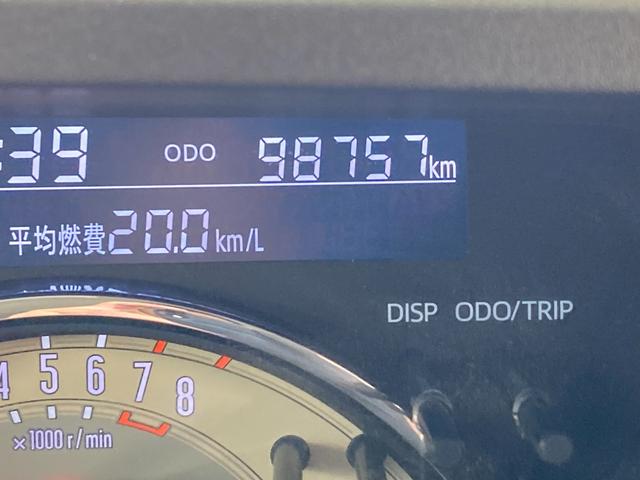 :39 ODO 98757km
平均燃費20.0km/L
DISP ODO/TRIP
4 5 6 7 8
×1000r/min